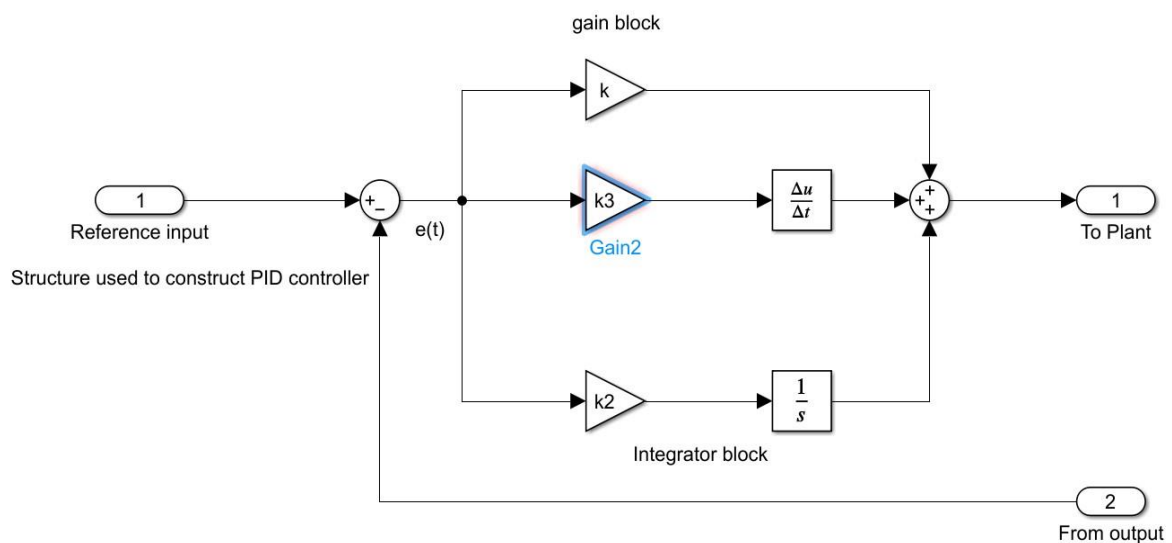 gain block
k
1
+
−
k3
Δu
Δt
+
+
+
1
Reference input
e(t)
Gain2
To Plant
Structure used to construct PID controller
k2
1
s
Integrator block
2
From output